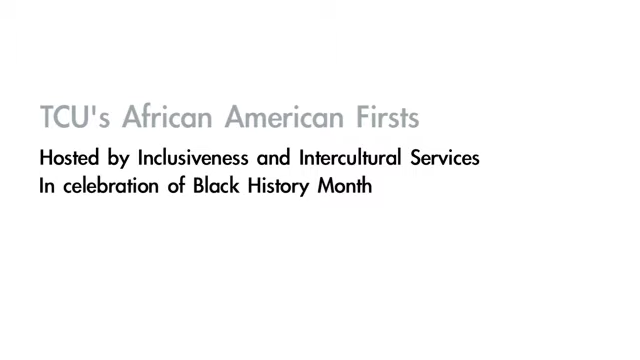 TCU's African American Firsts
Hosted by Inclusiveness and Intercultural Services
In celebration of Black History Month